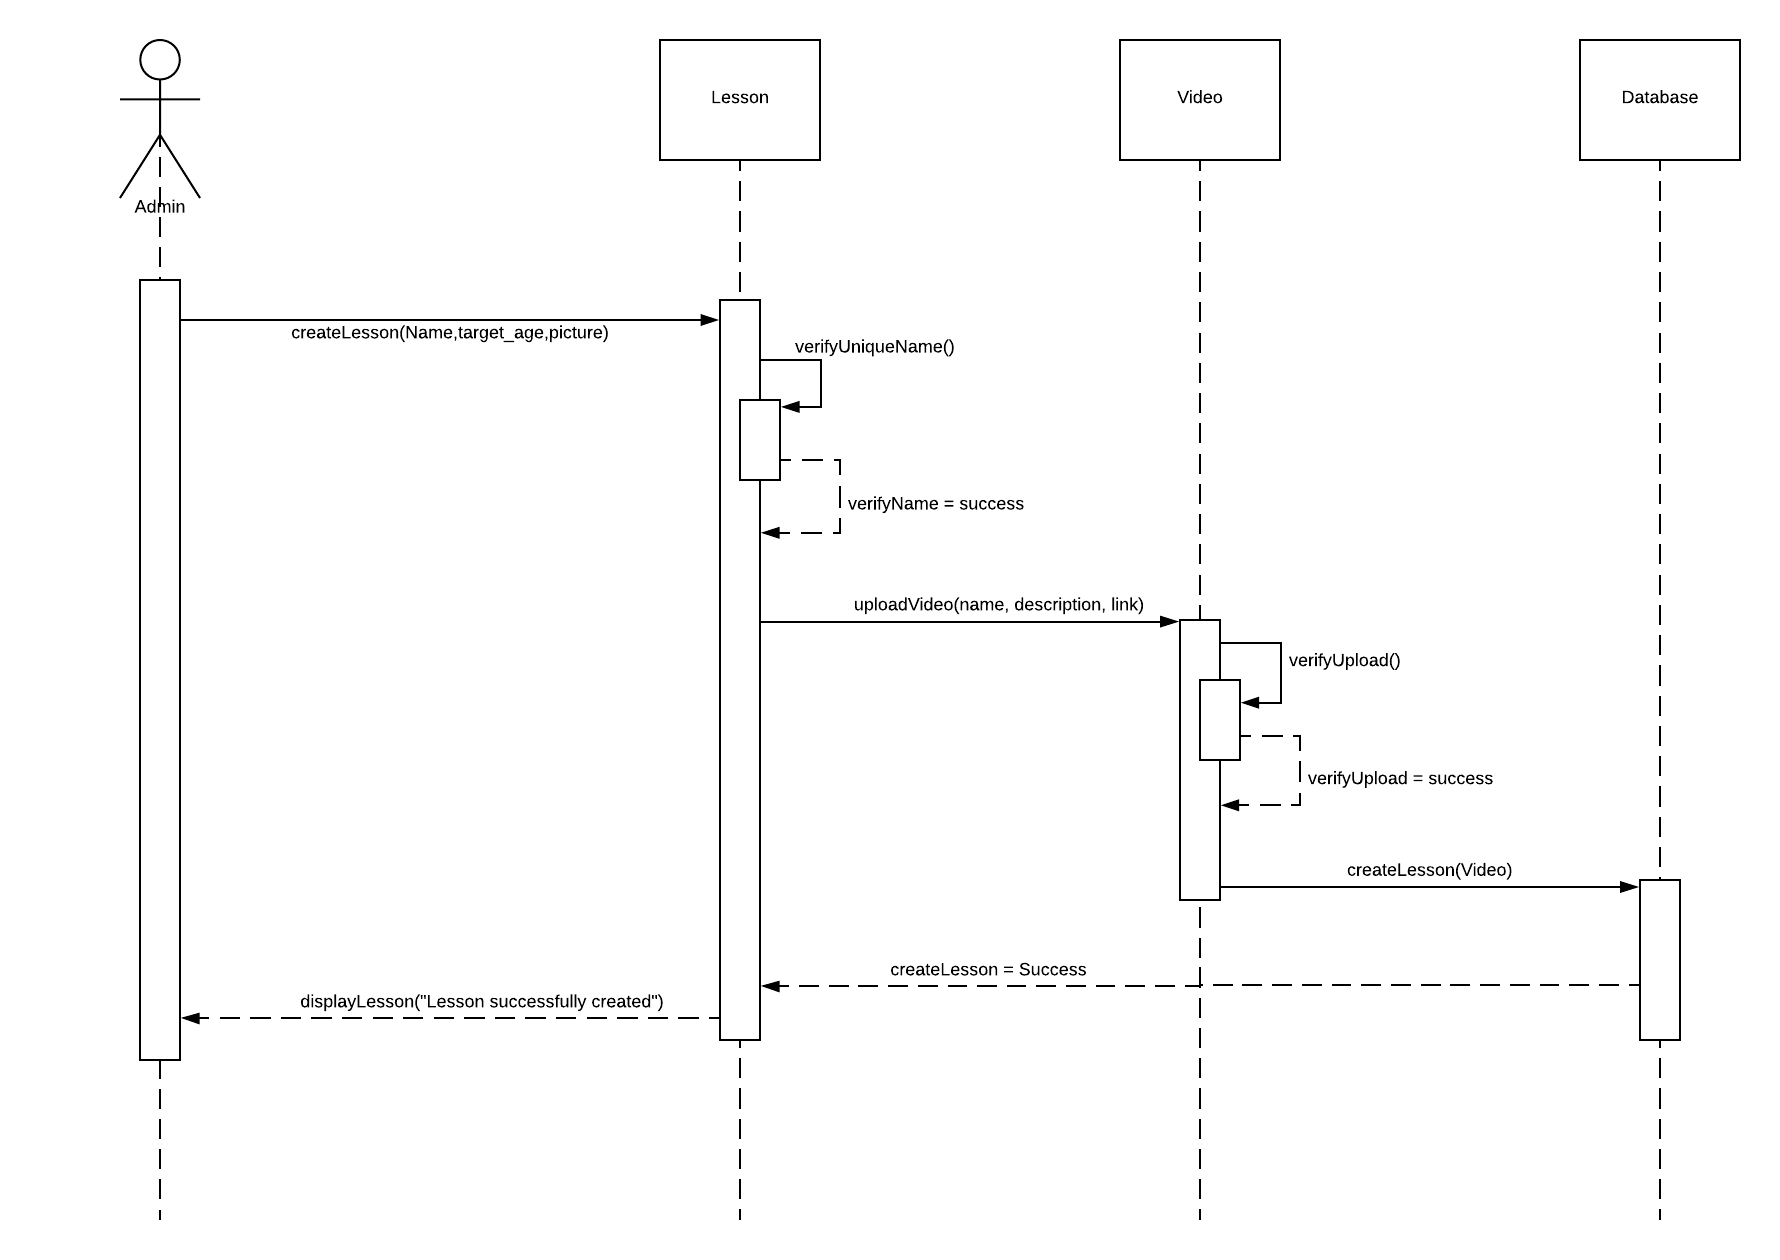 Lesson
Video
Database
Admin
createLesson(Name,target_age,picture)
verifyUniqueName()
verifyName = success
uploadVideo(name, description, link)
verifyUpload()
verifyUpload = success
createLesson(Video)
createLesson = Success
displayLesson("Lesson successfully created")